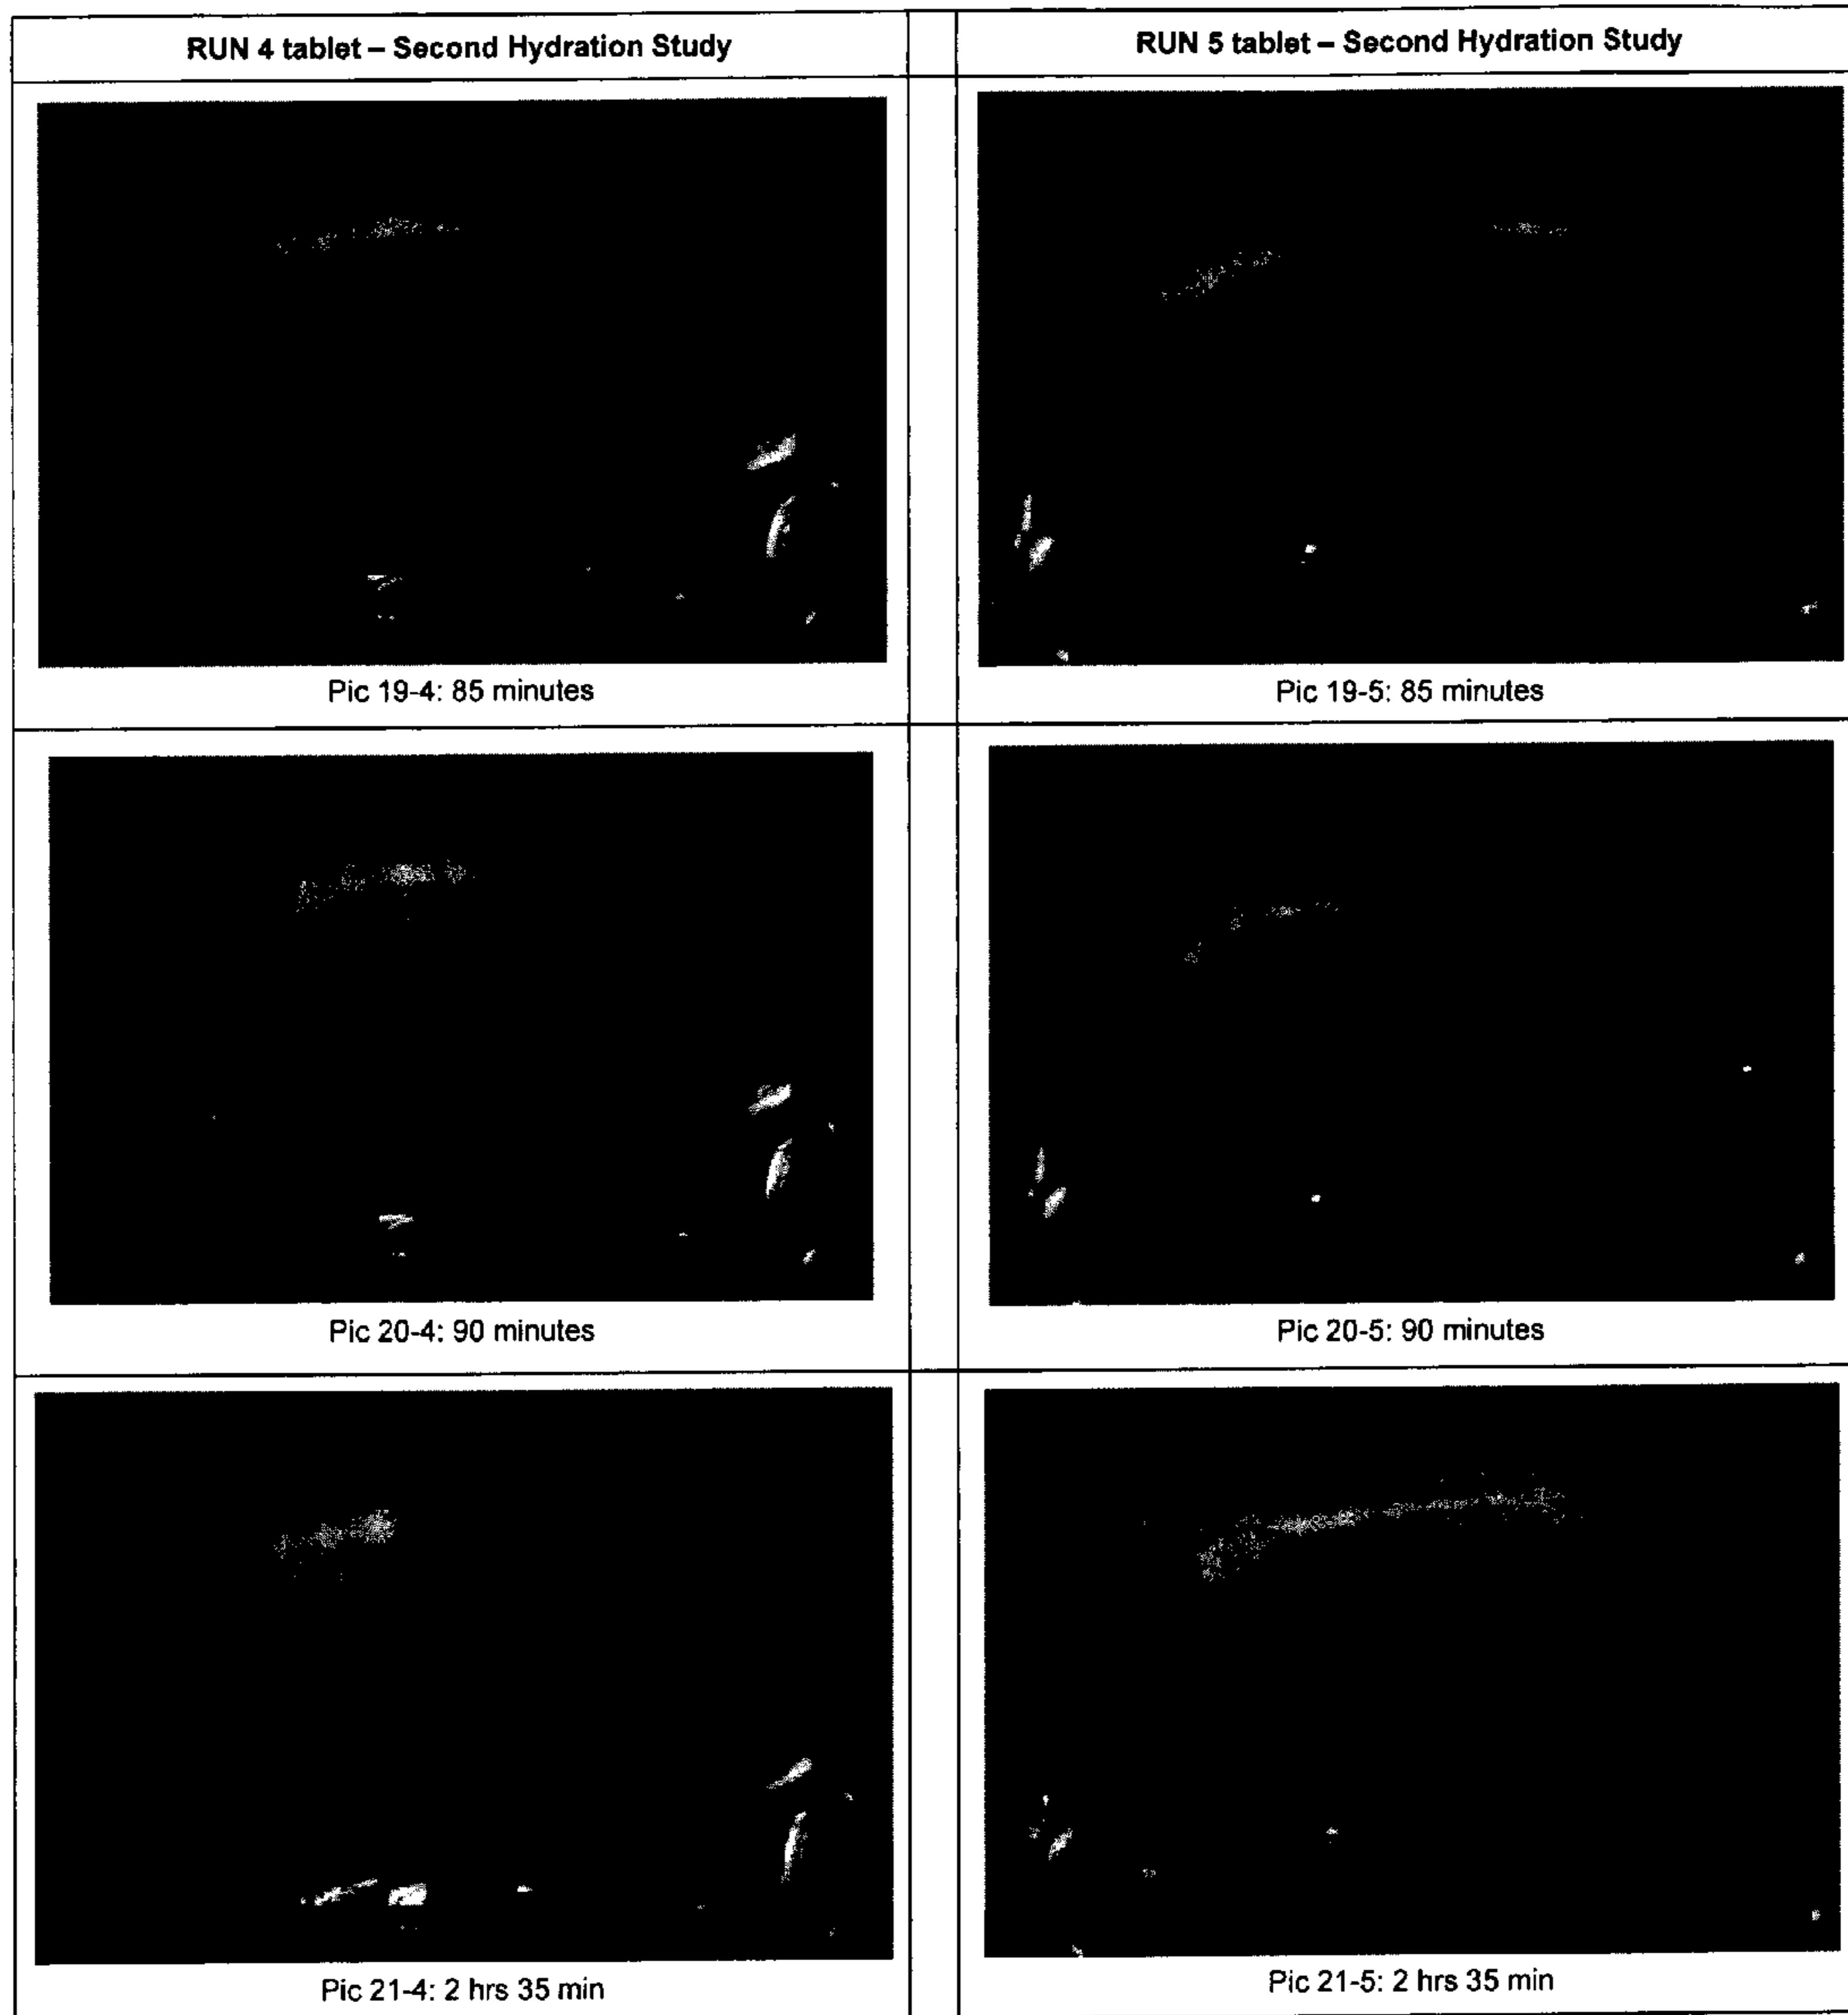 RUN 4 tablet – Second Hydration Study
RUN 5 tablet – Second Hydration Study
Pic 19-4: 85 minutes
Pic 19-5: 85 minutes
Pic 20-4: 90 minutes
Pic 20-5: 90 minutes
Pic 21-4: 2 hrs 35 min
Pic 21-5: 2 hrs 35 min